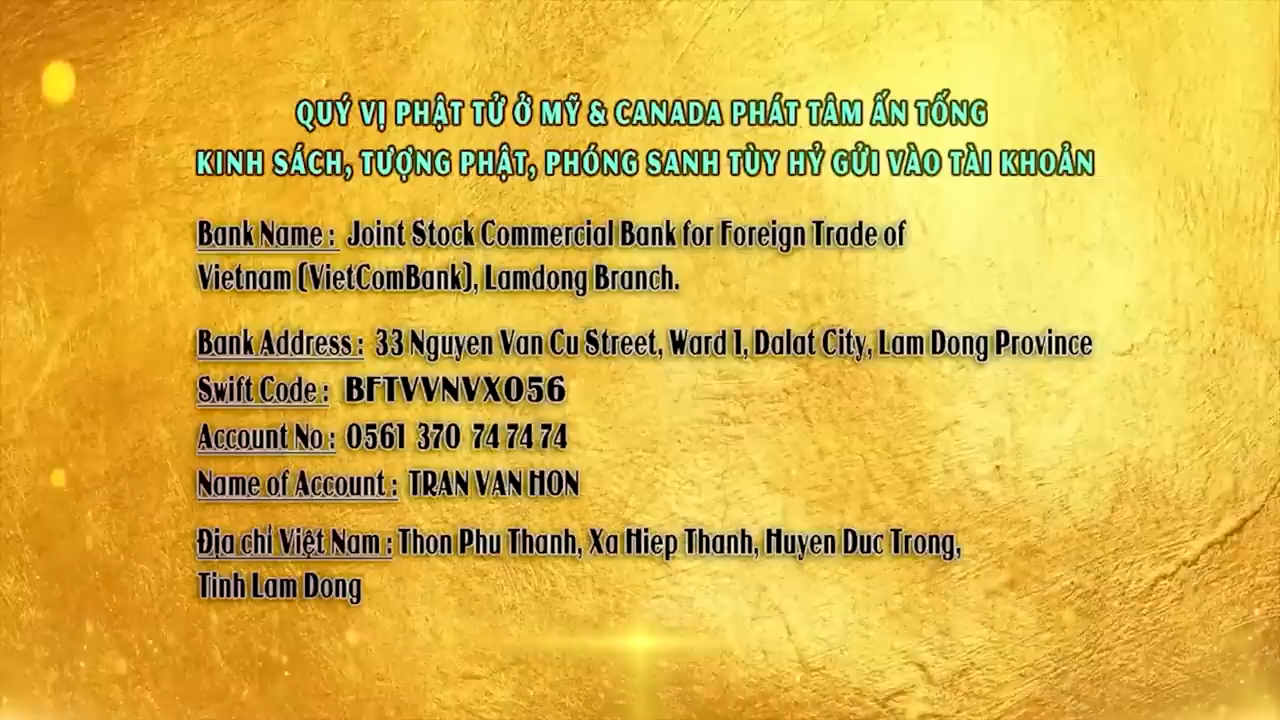 QUÝ VỊ PHẬT TỬ Ở MỸ & CANADA PHÁT TÂM ẤN TỐNG
KINH SÁCH, TƯỢNG PHẬT, PHÓNG SANH TÙY HỶ GỬI VÀO TÀI KHOẢN
Bank Name : Joint Stock Commercial Bank for Foreign Trade of
Vietnam (VietComBank), Lamdong Branch.
Bank Address : 33 Nguyen Van Cu Street, Ward 1, Dalat City, Lam Dong Province
Swift Code : BFTVVNVX056
Account No : 0561 370 74 74 74
Name of Account : TRAN VAN HON
Địa chỉ Việt Nam : Thon Phu Thanh, Xa Hiep Thanh, Huyen Duc Trong,
Tinh Lam Dong